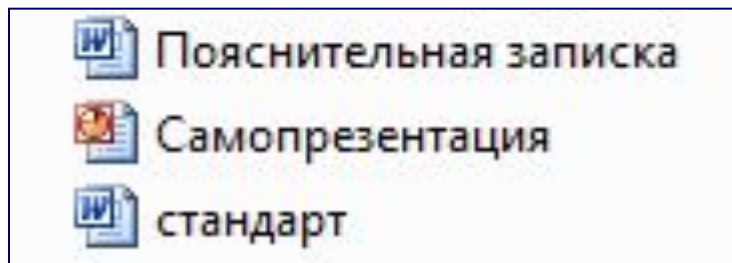 Пояснительная записка
Самопрезентация
стандарт